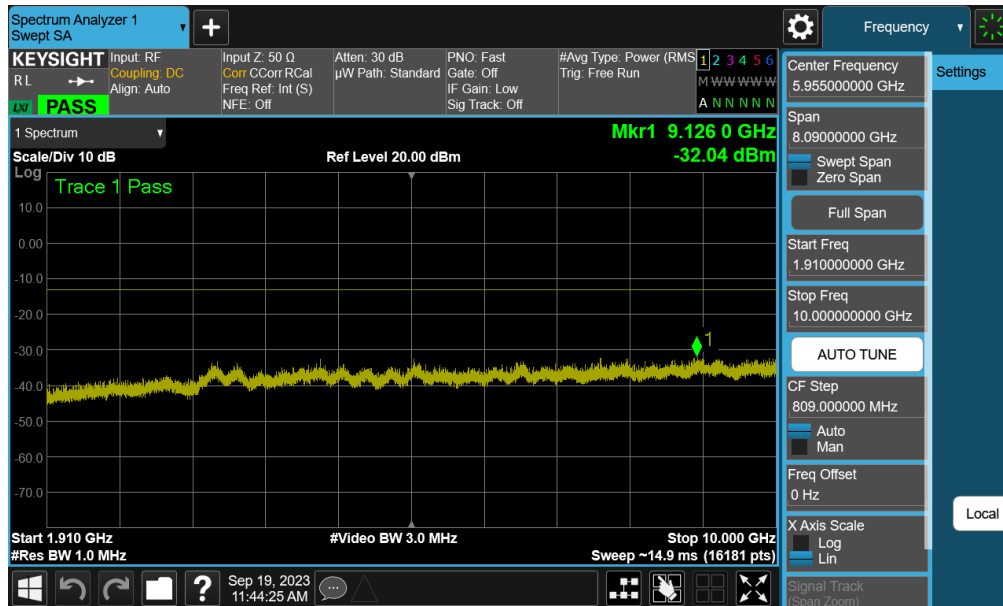 Spectrum Analyzer 1
Swept SA
+
Frequency
KEYSIGHT
RL
LXI PASS
Input: RF
Coupling: DC
Align: Auto
Input Z: 50 Ω
Corr CCorr RCal
Freq Ref: Int (S)
NFE: Off
Atten: 30 dB
µW Path: Standard
PNO: Fast
Gate: Off
IF Gain: Low
Sig Track: Off
#Avg Type: Power (RMS
Trig: Free Run
1 2 3 4 5 6
M W W W W W
A N N N N N
1 Spectrum
Mkr1 9.126 0 GHz
-32.04 dBm
Scale/Div 10 dB
Ref Level 20.00 dBm
Log
Trace 1 Pass
10.0
0.00
-10.0
-20.0
-30.0
-40.0
-50.0
-60.0
-70.0
1
Start 1.910 GHz
#Res BW 1.0 MHz
#Video BW 3.0 MHz
Stop 10.000 GHz
Sweep ~14.9 ms (16181 pts)
?
Sep 19, 2023
11:44:25 AM
Center Frequency
5.955000000 GHz
Span
8.09000000 GHz
Swept Span
Zero Span
Full Span
Start Freq
1.910000000 GHz
Stop Freq
10.000000000 GHz
AUTO TUNE
CF Step
809.000000 MHz
Auto
Man
Freq Offset
0 Hz
X Axis Scale
Log
Lin
Signal Track
(Span Zoom)
Settings
Local